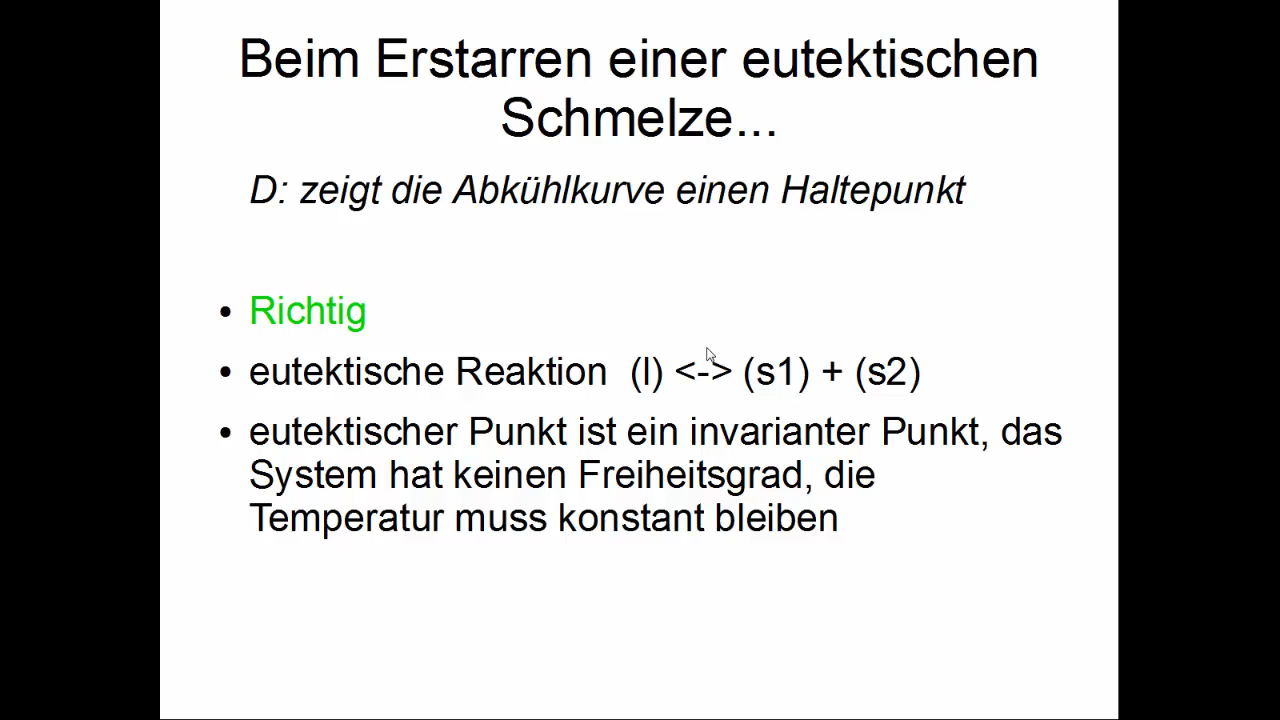 Beim Erstarren einer eutektischen
Schmelze...
D: zeigt die Abkühlkurve einen Haltepunkt
• Richtig
• eutektische Reaktion (l) <-> (s1) + (s2)
• eutektischer Punkt ist ein invarianter Punkt, das
System hat keinen Freiheitsgrad, die
Temperatur muss konstant bleiben